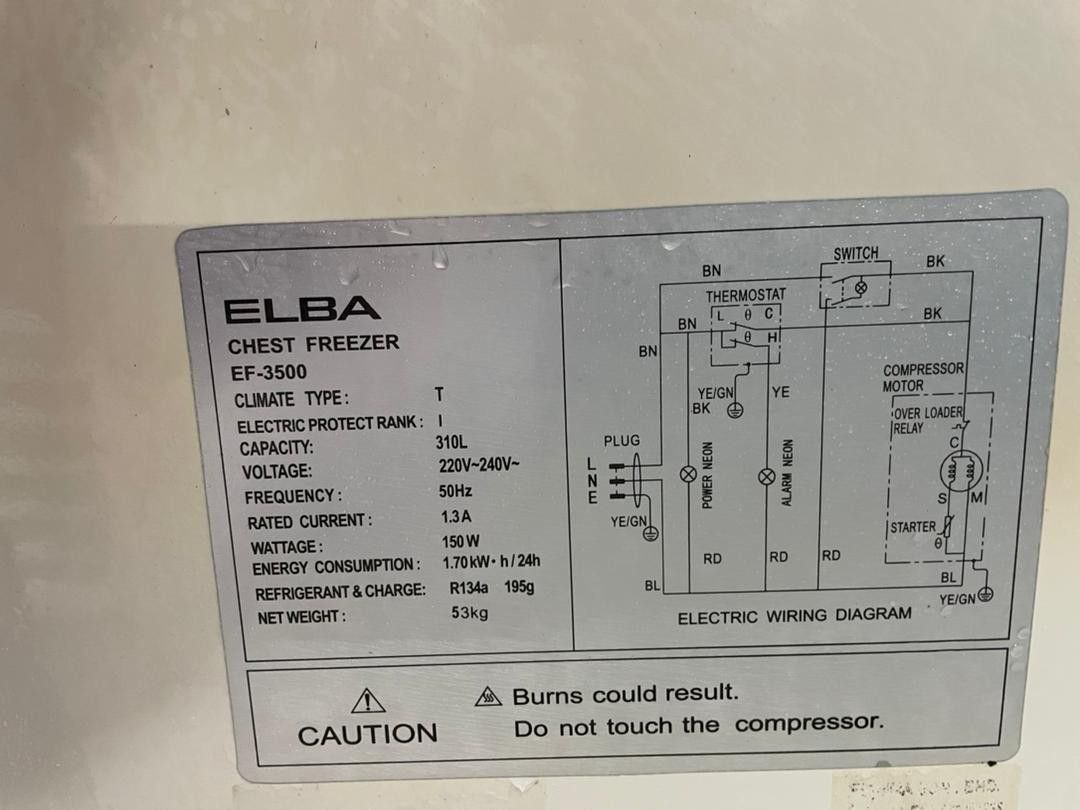 ELBA
CHEST FREEZER
EF-3500
CLIMATE TYPE: T
ELECTRIC PROTECT RANK: I
CAPACITY: 310L
VOLTAGE: 220V~240V~
FREQUENCY: 50Hz
RATED CURRENT: 1.3A
WATTAGE: 150W
ENERGY CONSUMPTION: 1.70kW·h/24h
REFRIGERANT & CHARGE: R134a 195g
NET WEIGHT: 53kg
SWITCH
BN
BK
THERMOSTAT
L θ C
BN
BK
θ H
BN
COMPRESSOR
MOTOR
YE/GN
YE
BK
OVER LOADER
RELAY
C
PLUG
L
N
E
POWER NEON
ALARM NEON
S
M
YE/GN
STARTER
θ
RD
RD
RD
BL
BL
YE/GN
ELECTRIC WIRING DIAGRAM
CAUTION
Burns could result.
Do not touch the compressor.